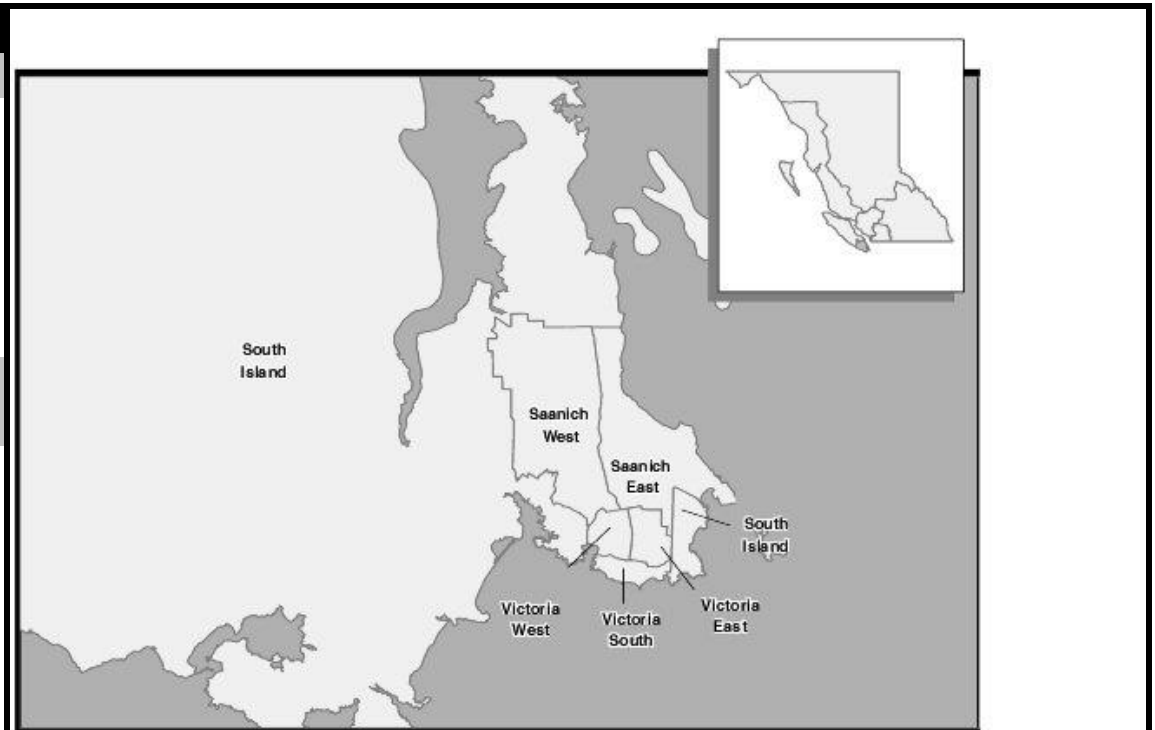 South
Island
Saanich
West
Saanich
East
South
Island
Victoria
West
Victoria
South
Victoria
East